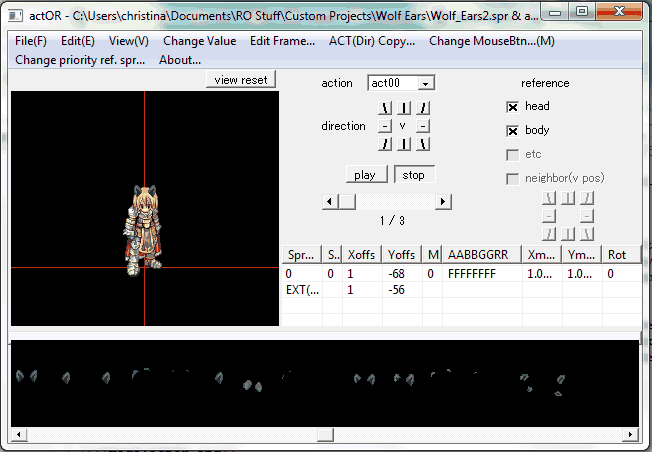 actOR - C:\Users\christina\Documents\RO Stuff\Custom Projects\Wolf Ears\Wolf_Ears2.spr & a...
File(F) Edit(E) View(V) Change Value Edit Frame... ACT(Dir) Copy... Change MouseBtn...(M)
Change priority ref. spr... About...
view reset
action act00 reference
head
direction v
body
etc
play stop neighbor(v pos)
1 / 3
Spr... S.. Xoffs Yoffs M AABBGGRR Xm... Ym... Rot
0 0 1 -68 0 FFFFFFFF 1.0... 1.0... 0
EXT(... 1 -56